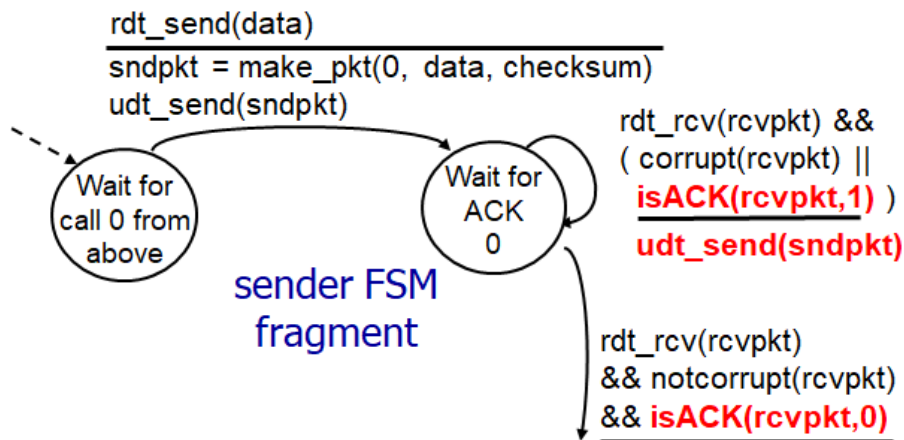 rdt_send(data)
sndpkt = make_pkt(0, data, checksum)
udt_send(sndpkt)
Wait for
call 0 from
above
Wait for
ACK
0
rdt_rcv(rcvpkt) &&
( corrupt(rcvpkt) ||
isACK(rcvpkt,1) )
udt_send(sndpkt)
sender FSM
fragment
rdt_rcv(rcvpkt)
&& notcorrupt(rcvpkt)
&& isACK(rcvpkt,0)